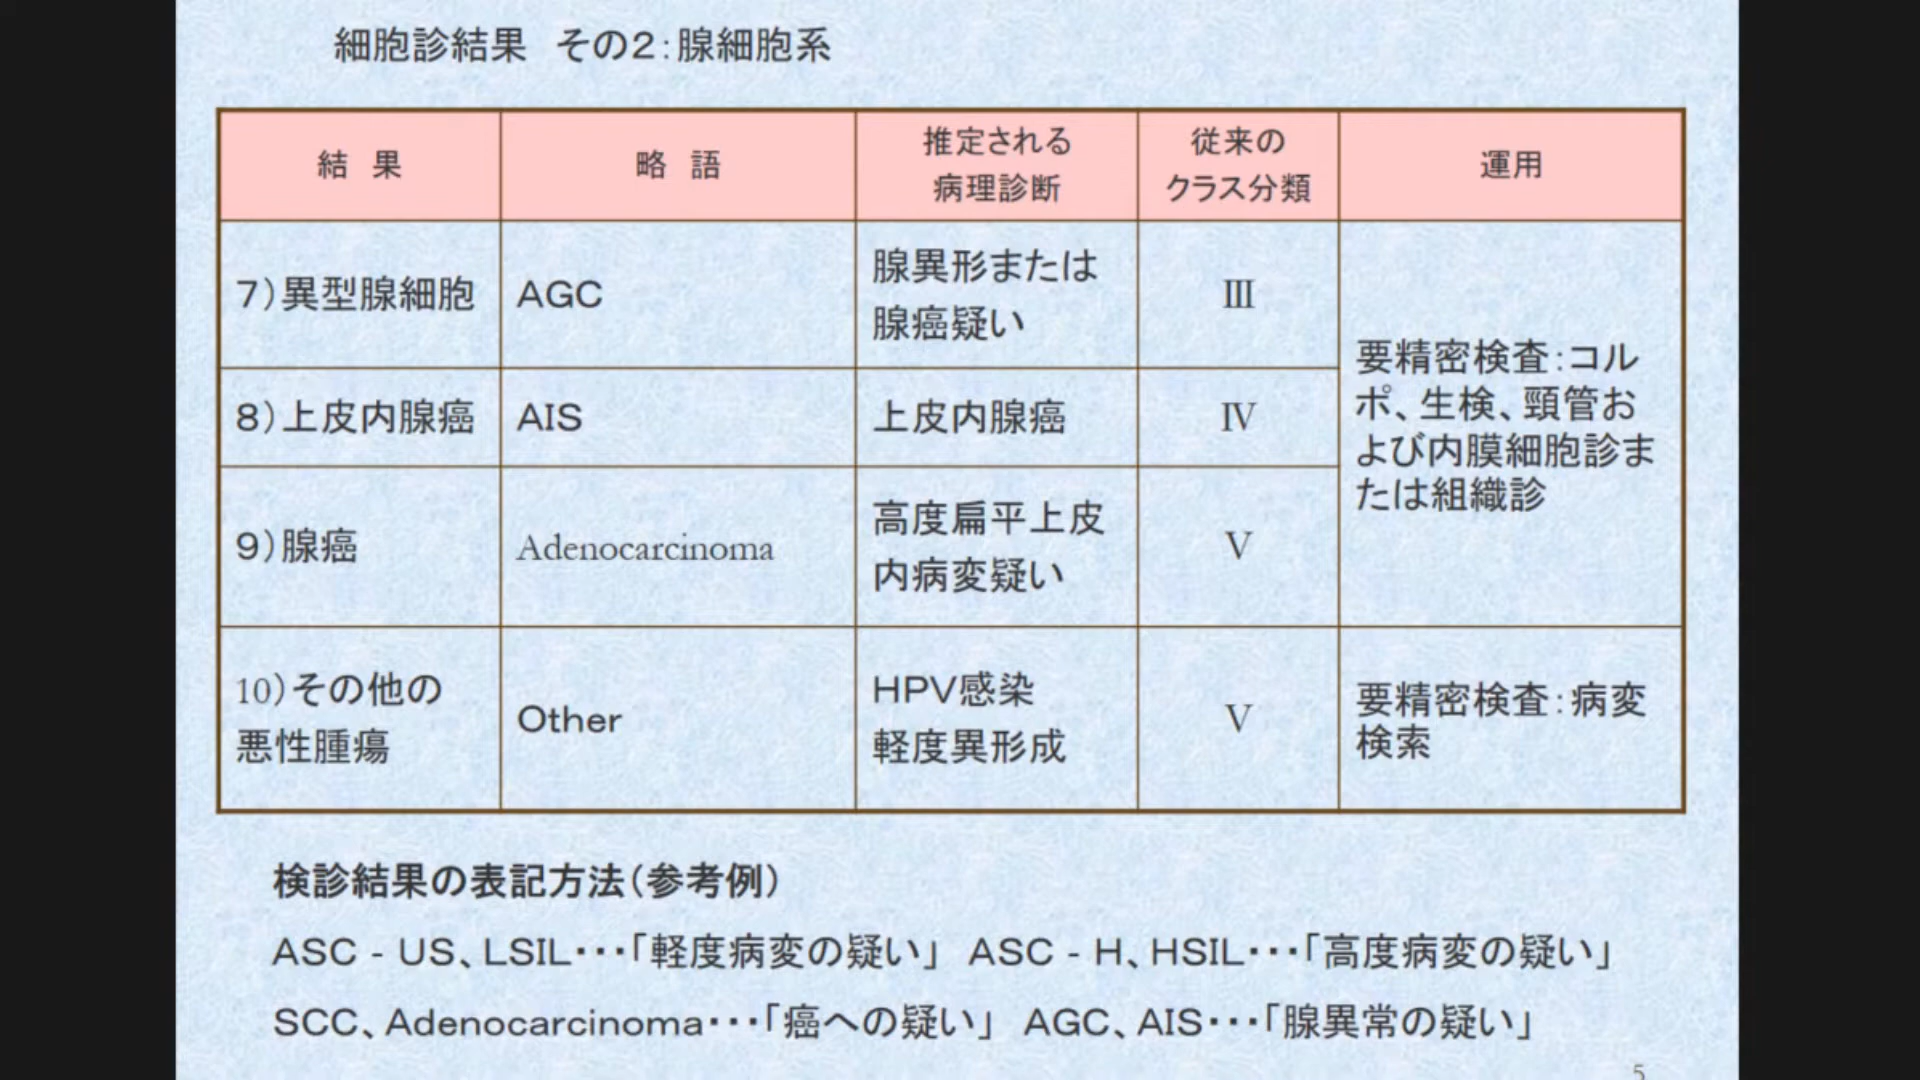 細胞診結果 その2：腺細胞系
結 果
略 語
推定される
病理診断
従来の
クラス分類
運用
7）異型腺細胞
AGC
腺異形または
腺癌疑い
Ⅲ
要精密検査：コル
ポ、生検、頸管お
よび内膜細胞診ま
たは組織診
8）上皮内腺癌
AIS
上皮内腺癌
Ⅳ
9）腺癌
Adenocarcinoma
高度扁平上皮
内病変疑い
Ⅴ
10）その他の
悪性腫瘍
Other
HPV感染
軽度異形成
Ⅴ
要精密検査：病変
検索
検診結果の表記方法（参考例）
ASC - US、LSIL･･･「軽度病変の疑い」 ASC - H、HSIL･･･「高度病変の疑い」
SCC、Adenocarcinoma･･･「癌への疑い」 AGC、AIS･･･「腺異常の疑い」
5